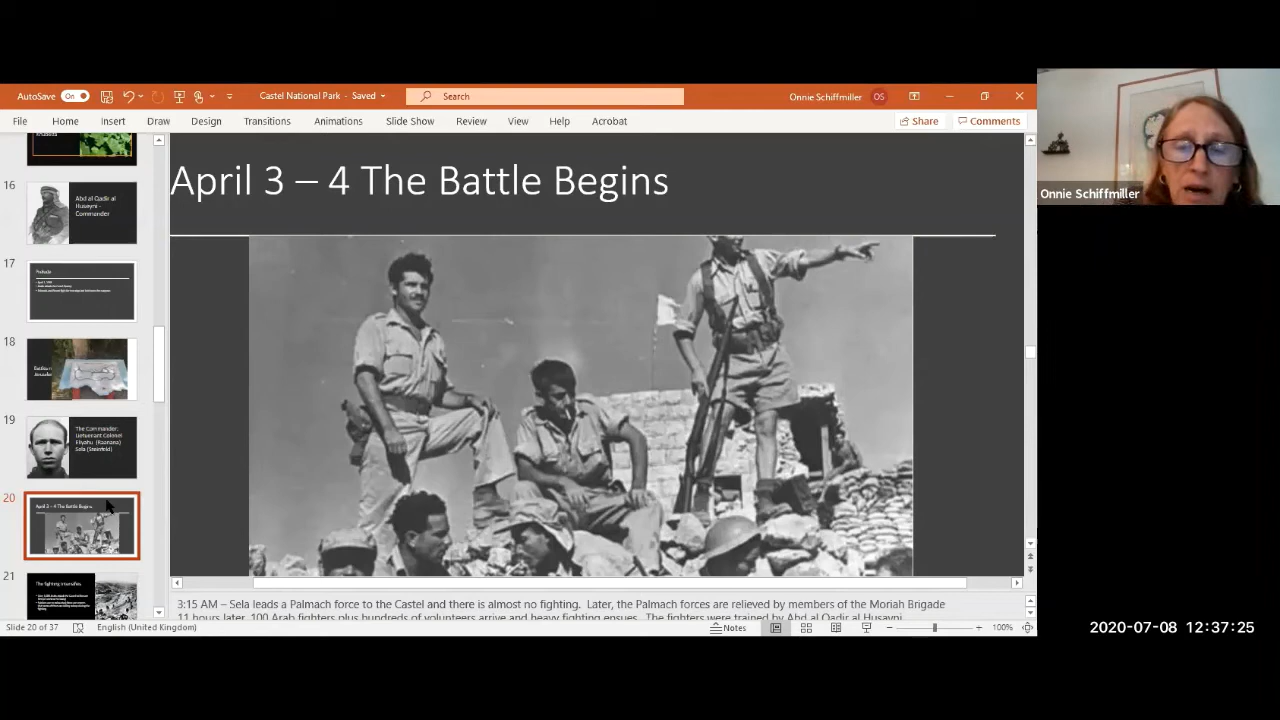 AutoSave On
Castel National Park - Saved
Search
Onnie Schiffmiller OS
File Home Insert Draw Design Transitions Animations Slide Show Review View Help Acrobat
Share Comments
16
Abd al Qadir al
Husayni -
Commander
17
Prelude
18
19
The Commander:
Lieutenant Colonel
Eliyahu (Raanana)
Sela (Steinfeld)
20
April 3 – 4 The Battle Begins
21
The fighting intensifies
April 3 – 4 The Battle Begins
3:15 AM – Sela leads a Palmach force to the Castel and there is almost no fighting. Later, the Palmach forces are relieved by members of the Moriah Brigade
11 hours later, 100 Arab fighters plus hundreds of volunteers arrive and heavy fighting ensues. The fighters were trained by Abd al Qadir al Husayni
Slide 20 of 37 English (United Kingdom)
Notes
100%
Onnie Schiffmiller
2020-07-08 12:37:25